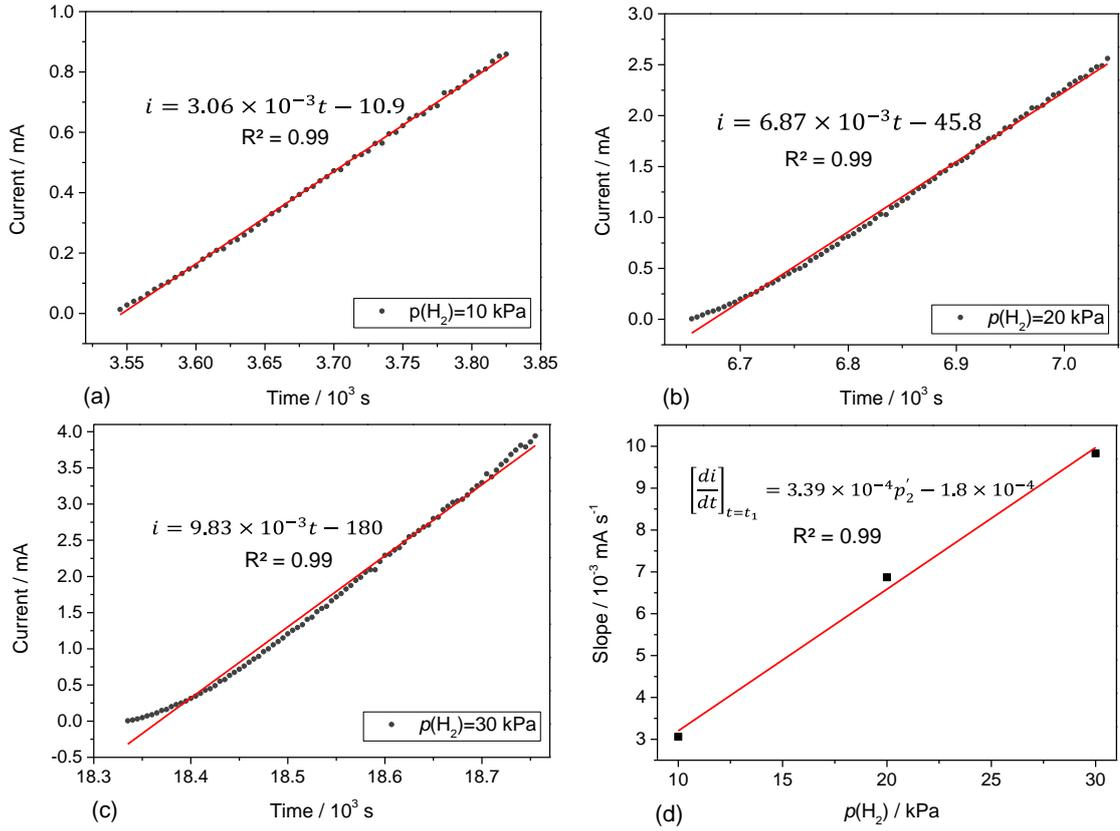 1.0
0.8
0.6
0.4
0.2
0.0
Current / mA
i = 3.06 × 10⁻³t − 10.9
R² = 0.99
p(H₂)=10 kPa
3.55 3.60 3.65 3.70 3.75 3.80 3.85
Time / 10³ s
(a)
3.0
2.5
2.0
1.5
1.0
0.5
0.0
Current / mA
i = 6.87 × 10⁻³t − 45.8
R² = 0.99
p(H₂)=20 kPa
6.7 6.8 6.9 7.0
Time / 10³ s
(b)
4.0
3.5
3.0
2.5
2.0
1.5
1.0
0.5
0.0
-0.5
Current / mA
i = 9.83 × 10⁻³t − 180
R² = 0.99
p(H₂)=30 kPa
18.3 18.4 18.5 18.6 18.7
Time / 10³ s
(c)
10
9
8
7
6
5
4
3
Slope / 10⁻³ mA s⁻¹
[di/dt]ₜ₌ₜ₁ = 3.39 × 10⁻⁴p₂′ − 1.8 × 10⁻⁴
R² = 0.99
10 15 20 25 30
p(H₂) / kPa
(d)